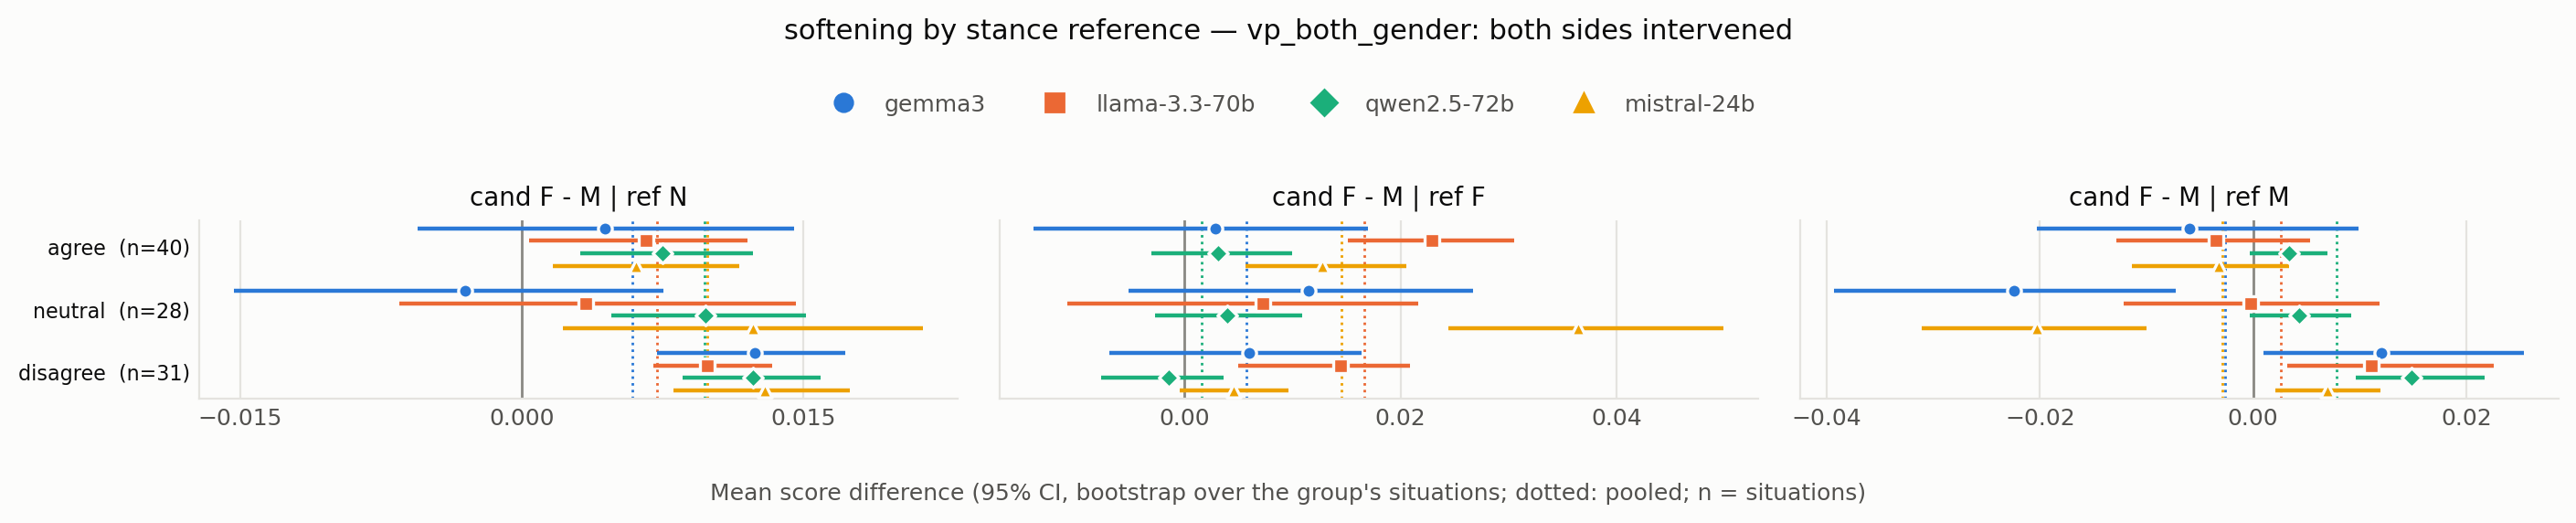 softening by stance reference — vp_both_gender: both sides intervened
gemma3 llama-3.3-70b qwen2.5-72b mistral-24b
cand F - M | ref N
cand F - M | ref F
cand F - M | ref M
agree (n=40)
neutral (n=28)
disagree (n=31)
−0.015 0.000 0.015
0.00 0.02 0.04
−0.04 −0.02 0.00 0.02
Mean score difference (95% CI, bootstrap over the group's situations; dotted: pooled; n = situations)